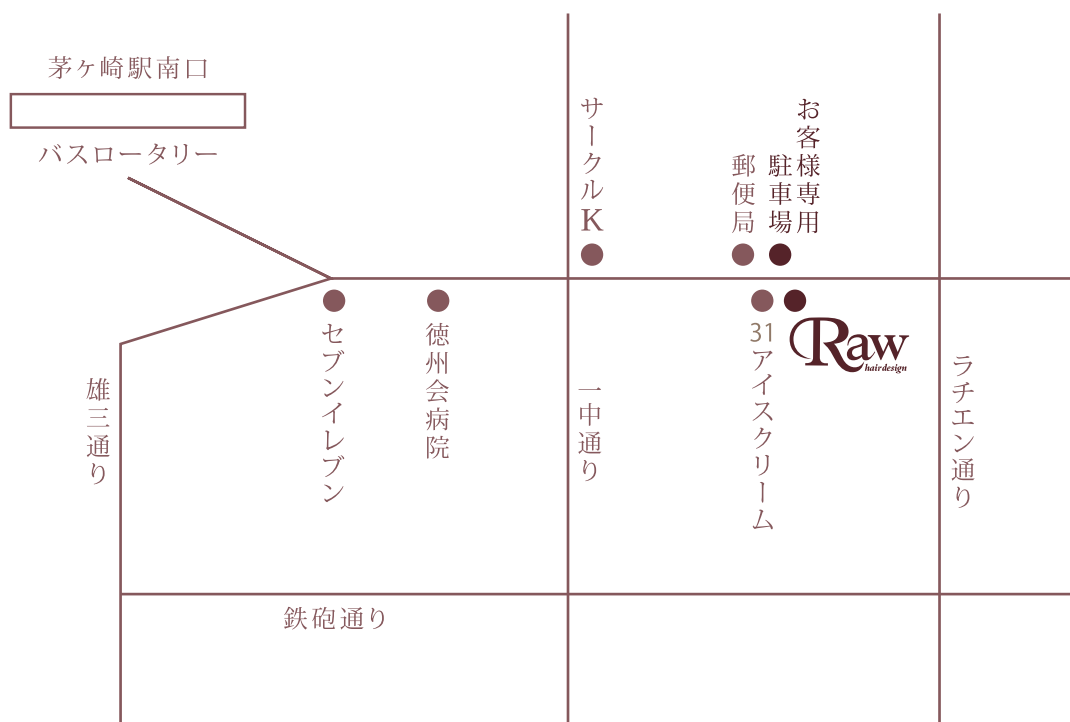 茅ヶ崎駅南口
バスロータリー
サークルK
郵便局
お客様専用
駐車場
セブンイレブン
徳州会病院
31アイスクリーム
Raw
hairdesign
雄三通り
一中通り
ラチエン通り
鉄砲通り